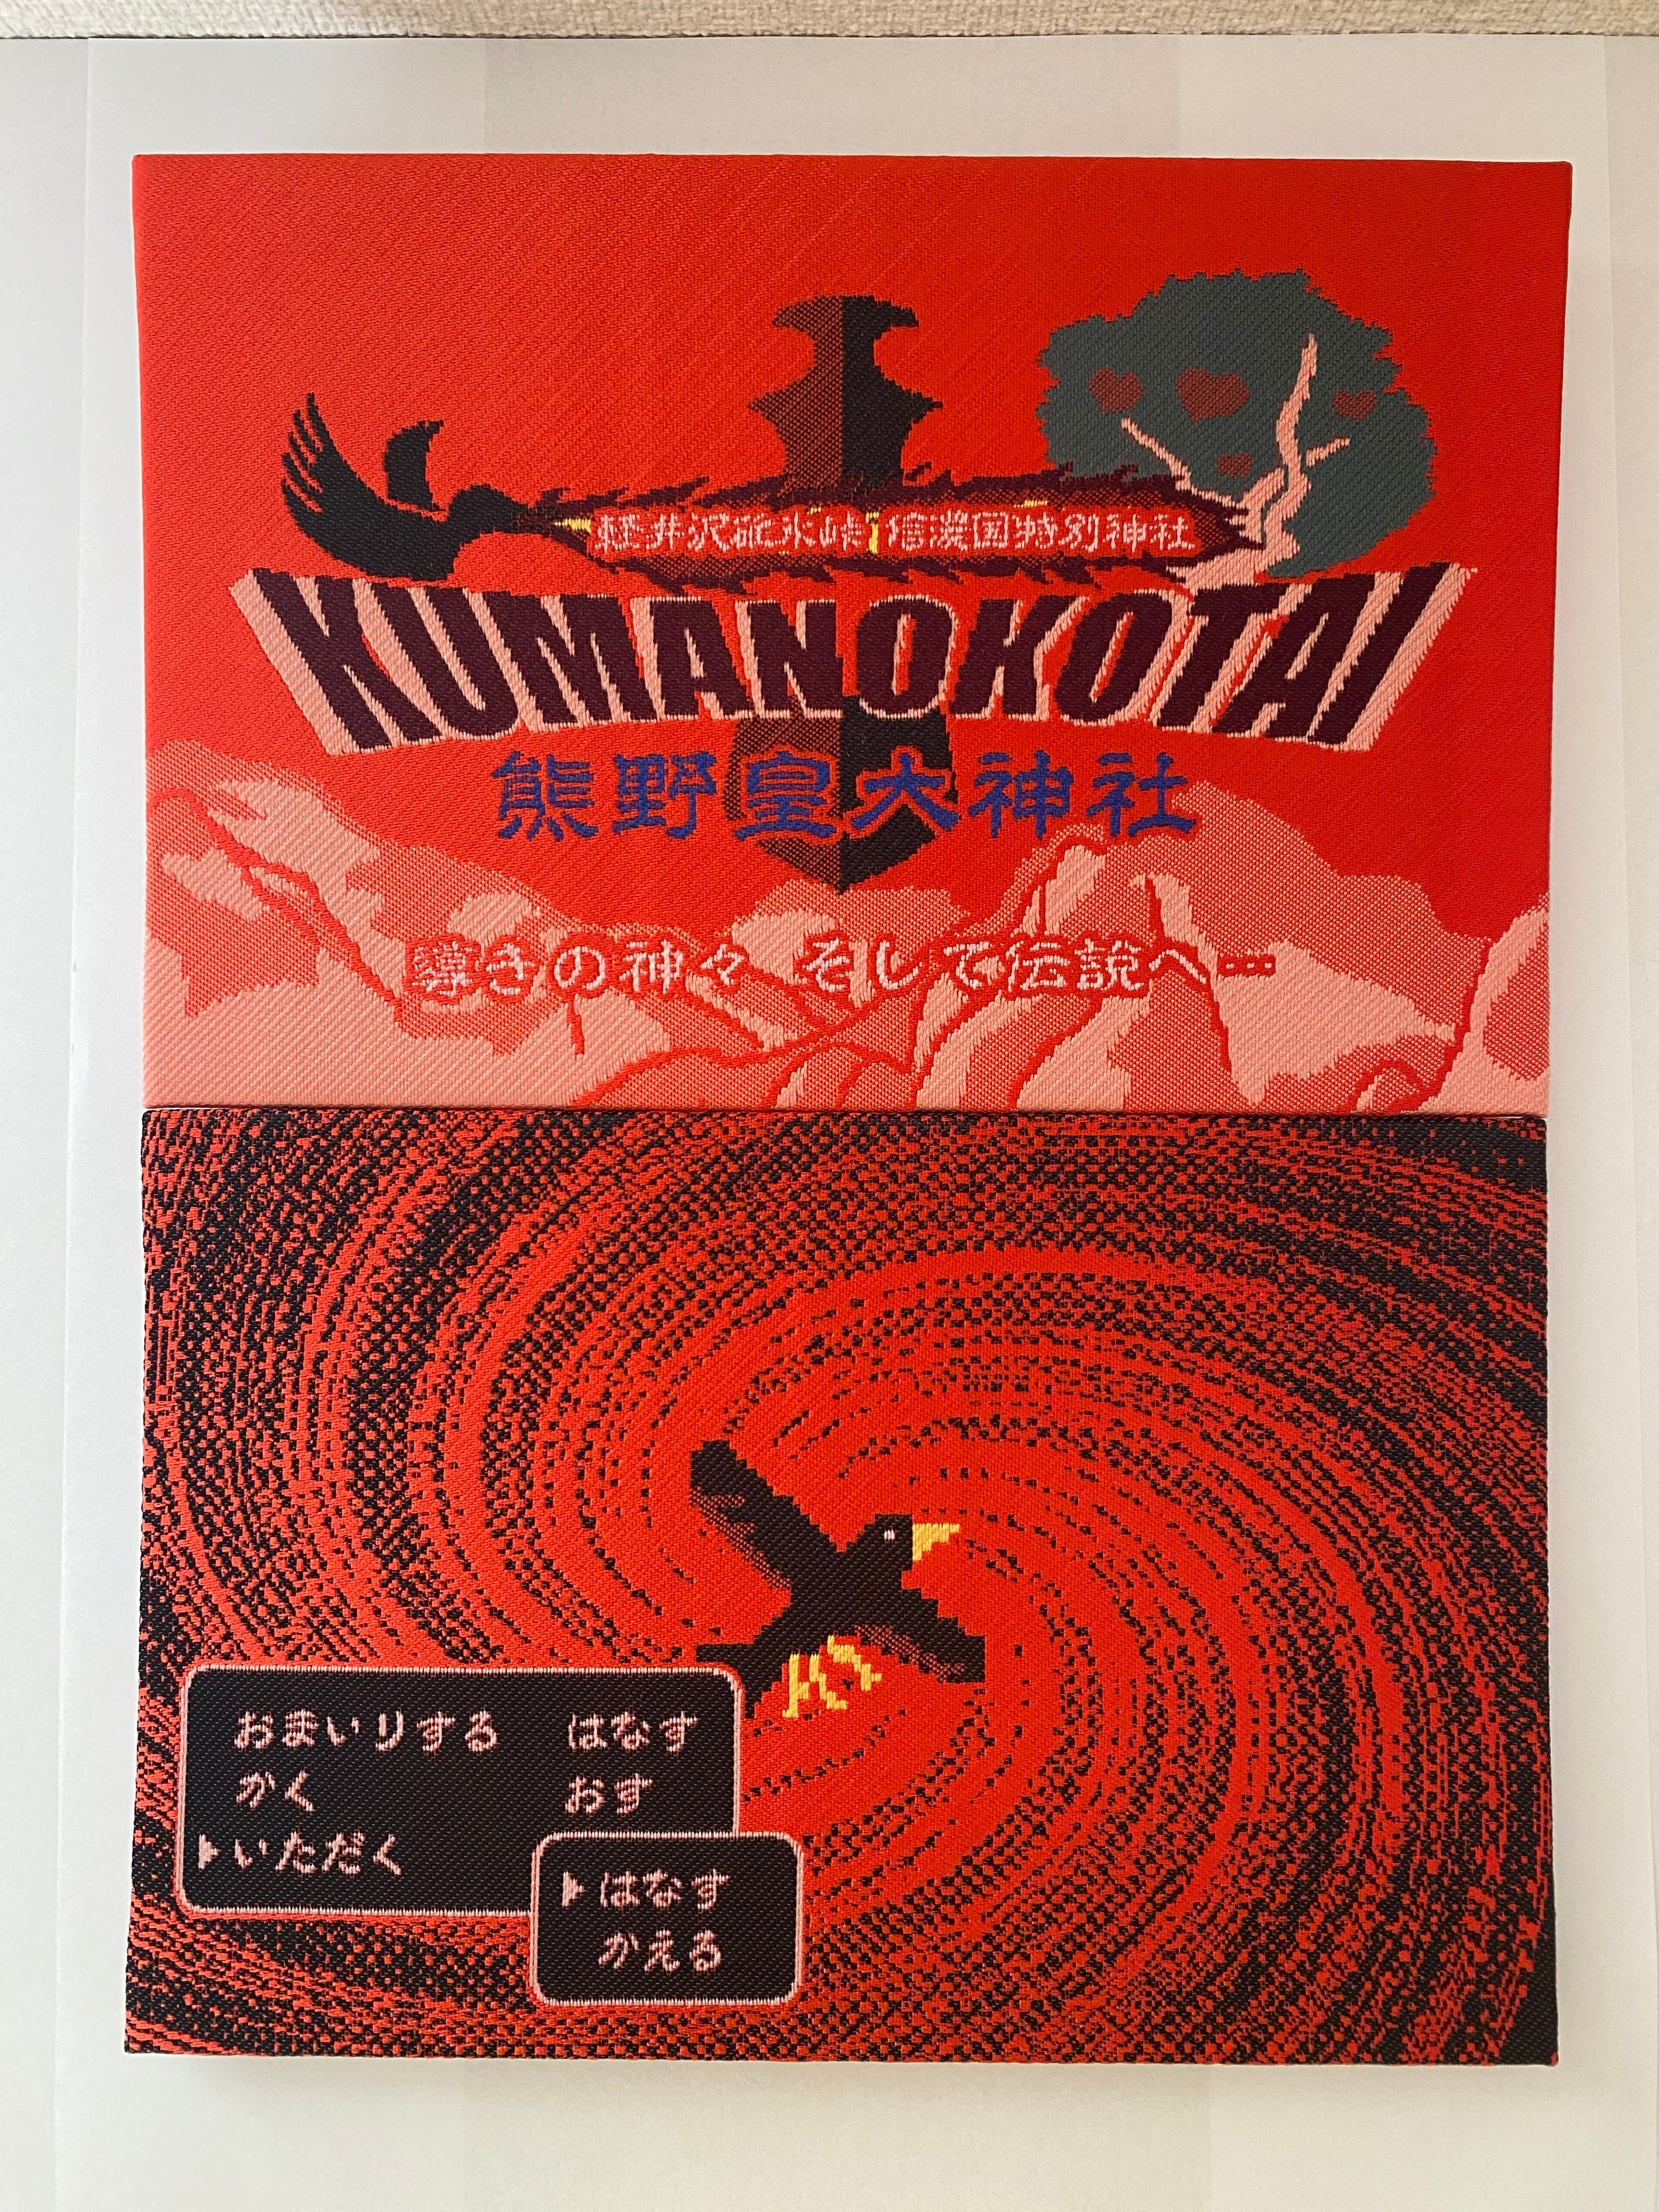 軽井沢碓氷峠 信濃国特別神社
KUMANOKOTAI
熊野皇大神社
導きの神々 そして伝説へ…
おまいりする はなす
かく おす
▶いただく
▶はなす
かえる